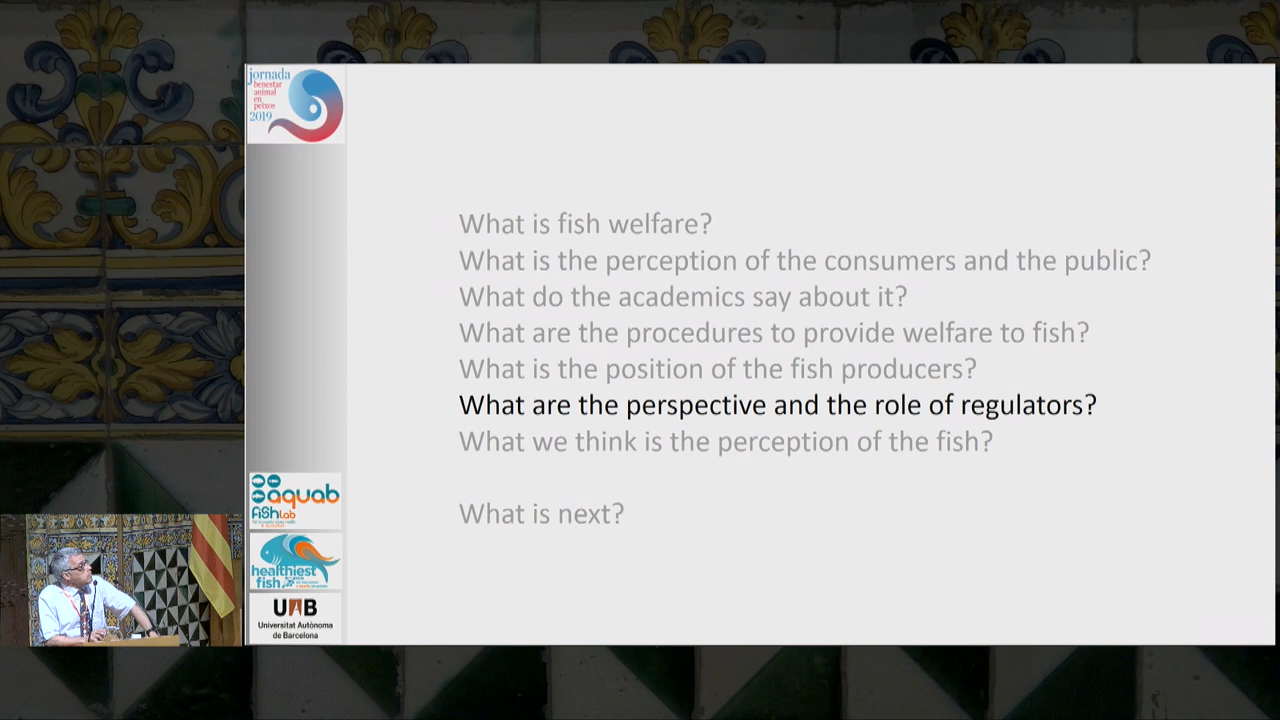 jornada
benestar
animal
en
peixos
2019
What is fish welfare?
What is the perception of the consumers and the public?
What do the academics say about it?
What are the procedures to provide welfare to fish?
What is the position of the fish producers?
What are the perspective and the role of regulators?
What we think is the perception of the fish?
What is next?
aquab
fishlab
healthiest
fish
UAB
Universitat Autònoma
de Barcelona